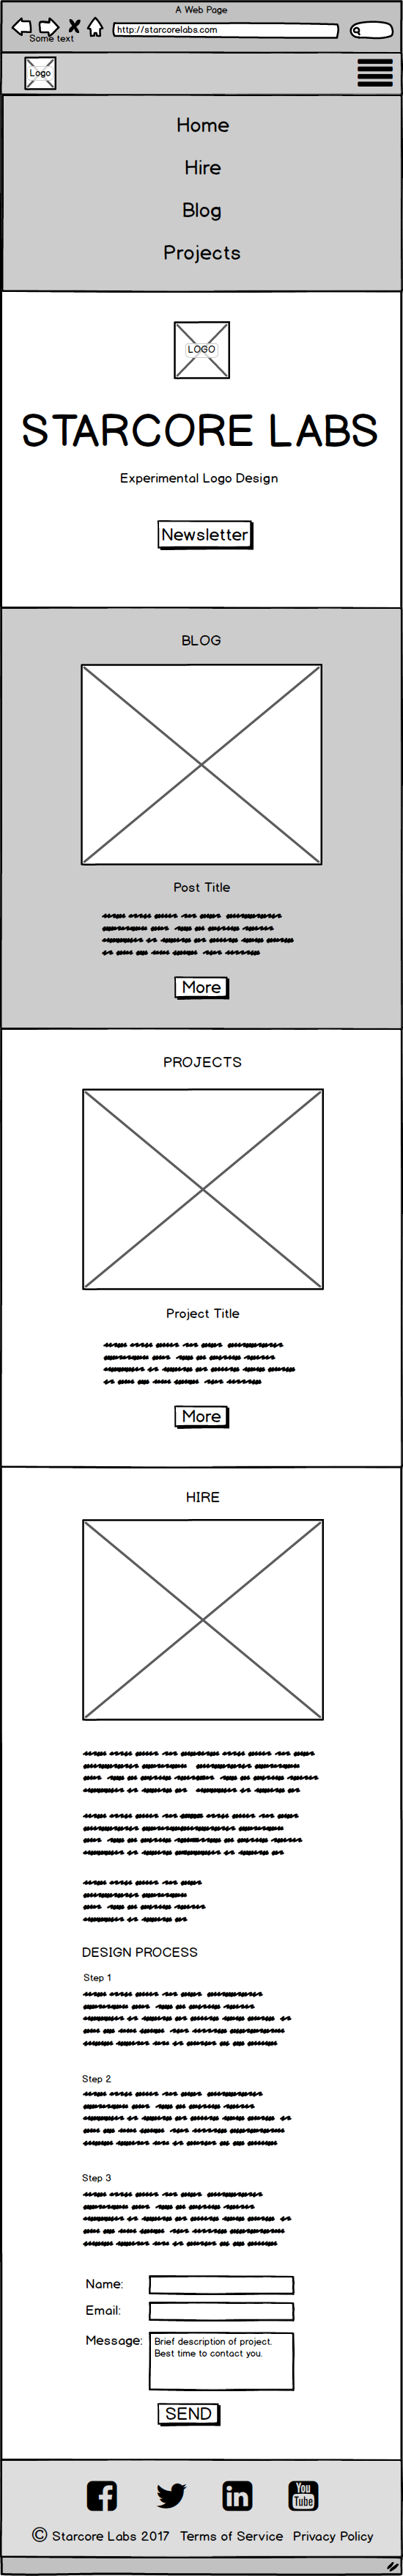 A Web Page
http://starcorelabs.com
Some text
Logo
Home
Hire
Blog
Projects
LOGO
STARCORE LABS
Experimental Logo Design
Newsletter
BLOG
Post Title
More
PROJECTS
Project Title
More
HIRE
DESIGN PROCESS
Step 1
Step 2
Step 3
Name:
Email:
Message:
Brief description of project.
Best time to contact you.
SEND
f
in
You
Tube
© Starcore Labs 2017 Terms of Service Privacy Policy